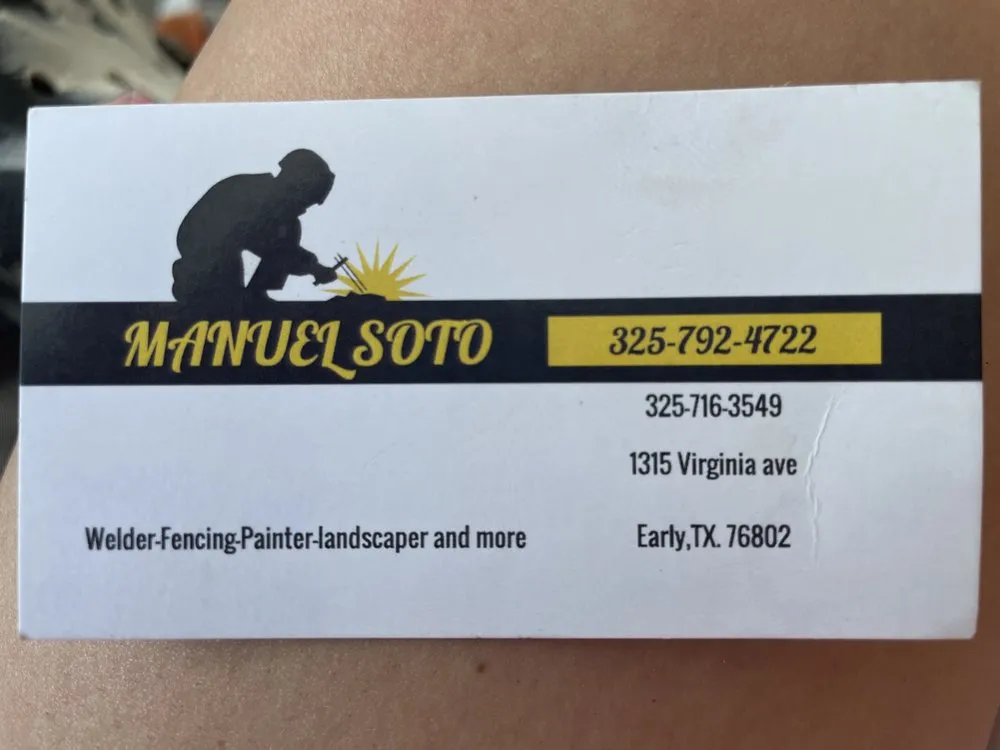 MANUEL SOTO
325-792-4722
325-716-3549
1315 Virginia ave
Welder-Fencing-Painter-landscaper and more
Early,TX. 76802